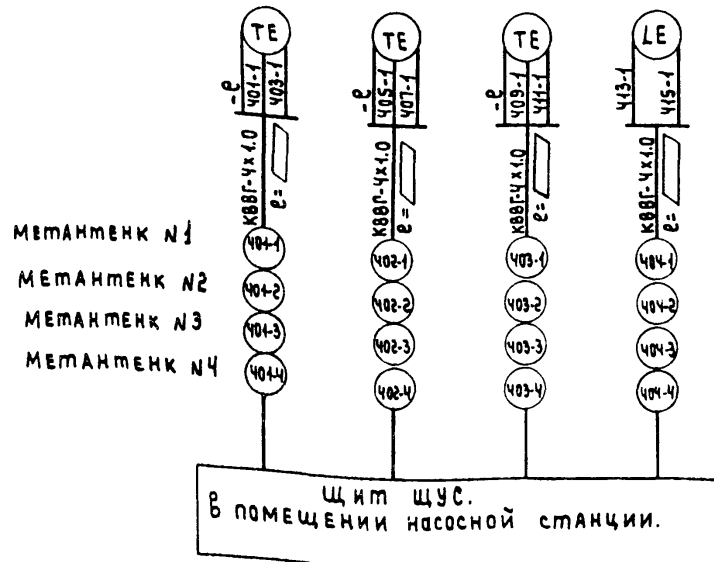 TE
TE
TE
LE
-е
401-1
403-1
-е
405-1
407-1
-е
409-1
411-1
413-1
415-1
КВВГ-4х1.0
е=
КВВГ-4х1.0
е=
КВВГ-4х1.0
е=
КВВГ-4х1.0
е=
метантенк N1
401-1
402-1
403-1
404-1
метантенк N2
401-2
402-2
403-2
404-2
метантенк N3
401-3
402-3
403-3
404-3
метантенк N4
401-4
402-4
403-4
404-4
Щит ЩУС.
В помещении насосной станции.